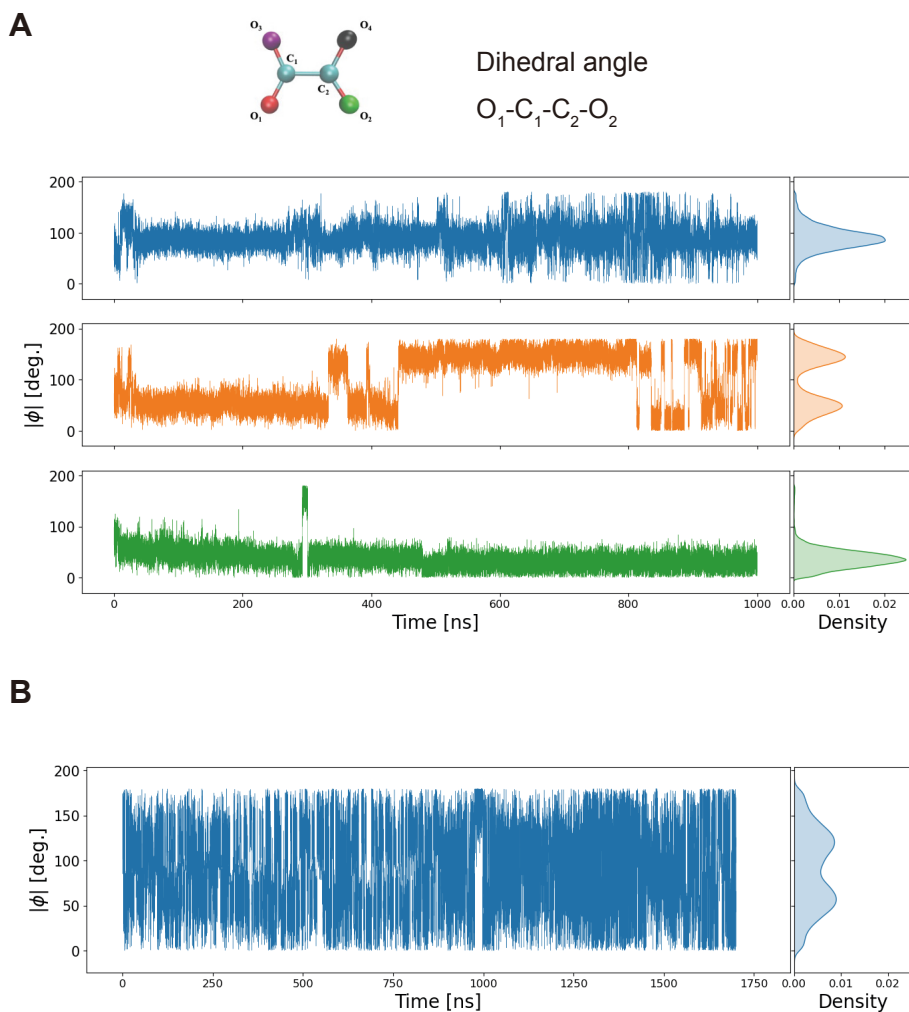 A
O3 O4
C1
C2
O1 O2
Dihedral angle
O1-C1-C2-O2
200
100
0
200
100
0
|ϕ| [deg.]
200
100
0
0 200 400 600 800 1000 0.00 0.01 0.02
Time [ns] Density
B
200
150
100
50
0
|ϕ| [deg.]
0 250 500 750 1000 1250 1500 1750 0.00 0.01 0.02
Time [ns] Density